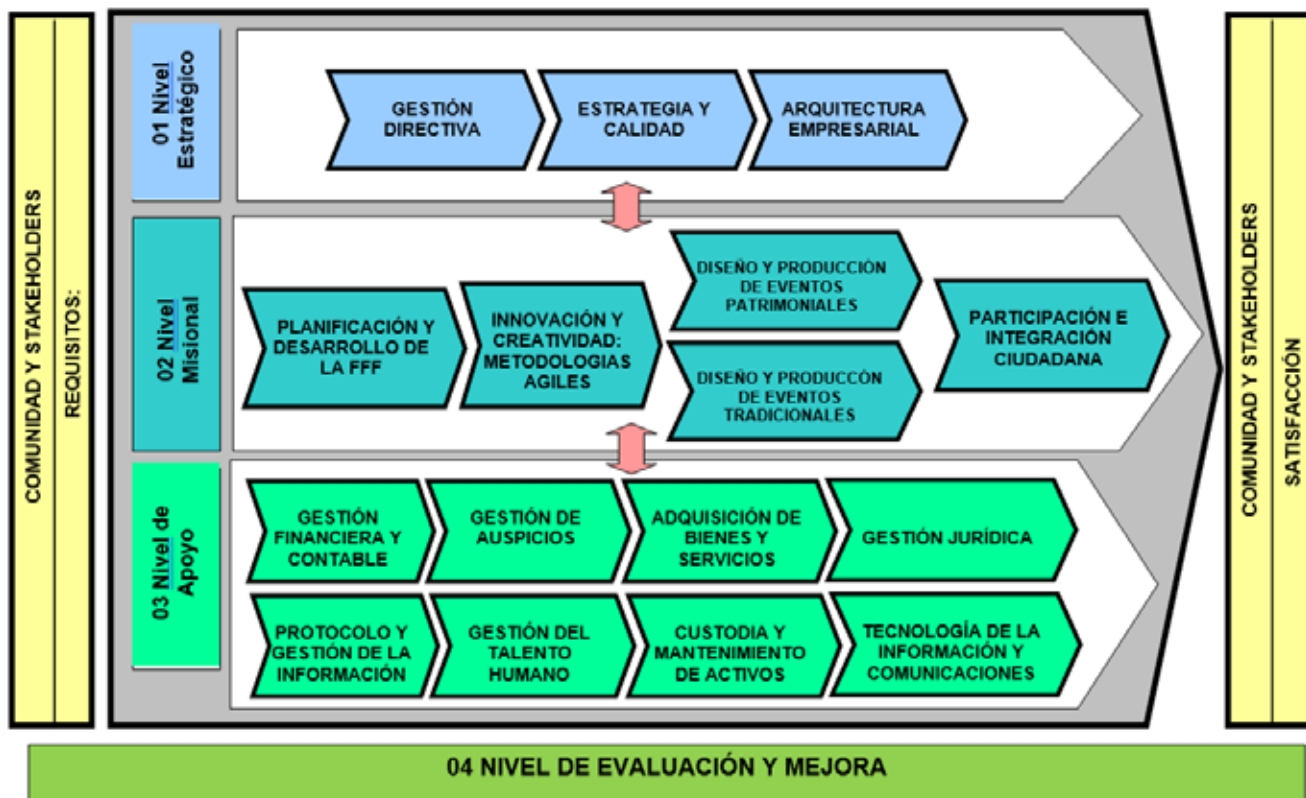 COMUNIDAD Y STAKEHOLDERS
REQUISITOS:
01 Nivel
Estratégico
GESTIÓN
DIRECTIVA
ESTRATEGIA Y
CALIDAD
ARQUITECTURA
EMPRESARIAL
02 Nivel
Misional
PLANIFICACIÓN Y
DESARROLLO DE
LA FFF
INNOVACIÓN Y
CREATIVIDAD:
METODOLOGIAS
AGILES
DISEÑO Y PRODUCCIÓN
DE EVENTOS
PATRIMONIALES
DISEÑO Y PRODUCCÓN
DE EVENTOS
TRADICIONALES
PARTICIPACIÓN E
INTEGRACIÓN
CIUDADANA
03 Nivel de
Apoyo
GESTIÓN
FINANCIERA Y
CONTABLE
GESTIÓN DE
AUSPICIOS
ADQUISICIÓN DE
BIENES Y
SERVICIOS
GESTIÓN JURÍDICA
PROTOCOLO Y
GESTIÓN DE LA
INFORMACIÓN
GESTIÓN DEL
TALENTO
HUMANO
CUSTODIA Y
MANTENIMIENTO
DE ACTIVOS
TECNOLOGÍA DE LA
INFORMACIÓN Y
COMUNICACIONES
COMUNIDAD Y STAKEHOLDERS
SATISFACCIÓN
04 NIVEL DE EVALUACIÓN Y MEJORA